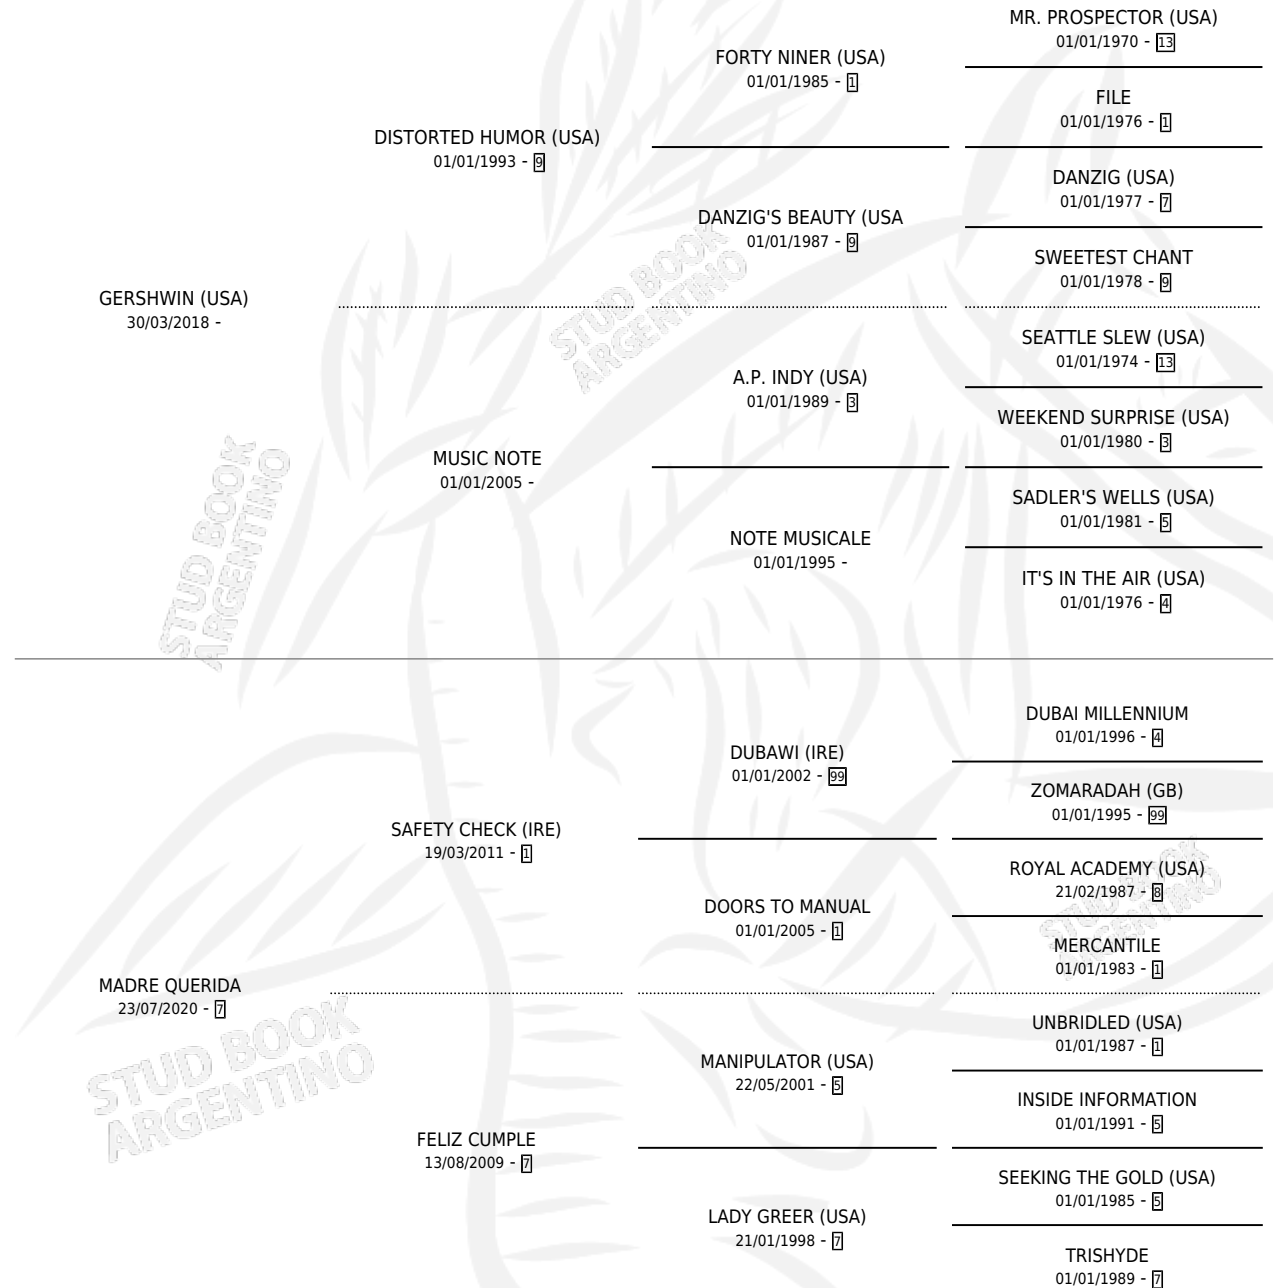 MR. PROSPECTOR (USA)
01/01/1970 - 13
FORTY NINER (USA)
01/01/1985 - 1
FILE
01/01/1976 - 1
DISTORTED HUMOR (USA)
01/01/1993 - 9
DANZIG (USA)
01/01/1977 - 7
DANZIG'S BEAUTY (USA
01/01/1987 - 9
SWEETEST CHANT
01/01/1978 - 9
GERSHWIN (USA)
30/03/2018 -
STUD BOOK
ARGENTINO
SEATTLE SLEW (USA)
01/01/1974 - 13
A.P. INDY (USA)
01/01/1989 - 3
WEEKEND SURPRISE (USA)
01/01/1980 - 3
MUSIC NOTE
01/01/2005 -
STUD BOOK
ARGENTINO
SADLER'S WELLS (USA)
01/01/1981 - 5
NOTE MUSICALE
01/01/1995 -
IT'S IN THE AIR (USA)
01/01/1976 - 4
DUBAI MILLENNIUM
01/01/1996 - 4
DUBAWI (IRE)
01/01/2002 - 99
ZOMARADAH (GB)
01/01/1995 - 99
SAFETY CHECK (IRE)
19/03/2011 - 1
ROYAL ACADEMY (USA)
21/02/1987 - 8
STUD BOOK
ARGENTINO
DOORS TO MANUAL
01/01/2005 - 1
MERCANTILE
01/01/1983 - 1
MADRE QUERIDA
23/07/2020 - 7
STUD BOOK
ARGENTINO
UNBRIDLED (USA)
01/01/1987 - 1
MANIPULATOR (USA)
22/05/2001 - 5
INSIDE INFORMATION
01/01/1991 - 5
FELIZ CUMPLE
13/08/2009 - 7
SEEKING THE GOLD (USA)
01/01/1985 - 5
LADY GREER (USA)
21/01/1998 - 7
TRISHYDE
01/01/1989 - 7